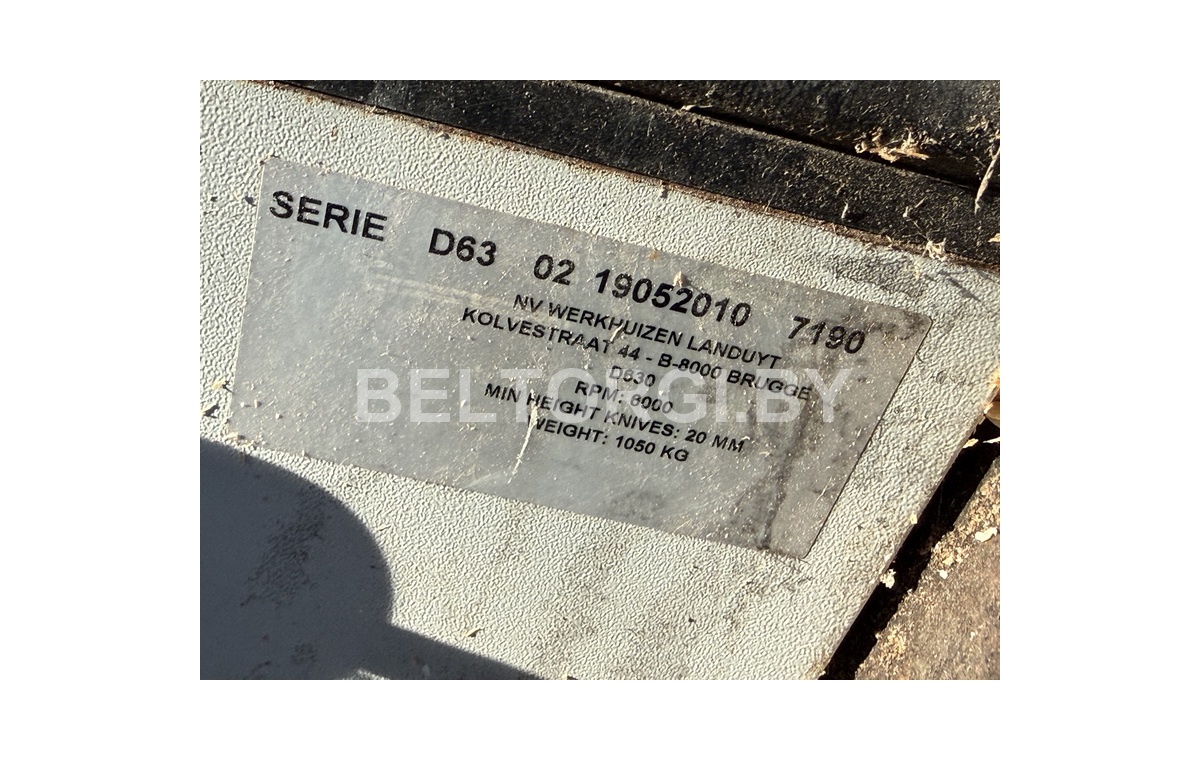 SERIE D63 02 19052010 7190
NV WERKHUIZEN LANDUYT
KOLVESTRAAT 44 - B-8000 BRUGGE
D630
RPM: 6000
MIN HEIGHT KNIVES: 20 MM
WEIGHT: 1050 KG
BELTORGI.BY